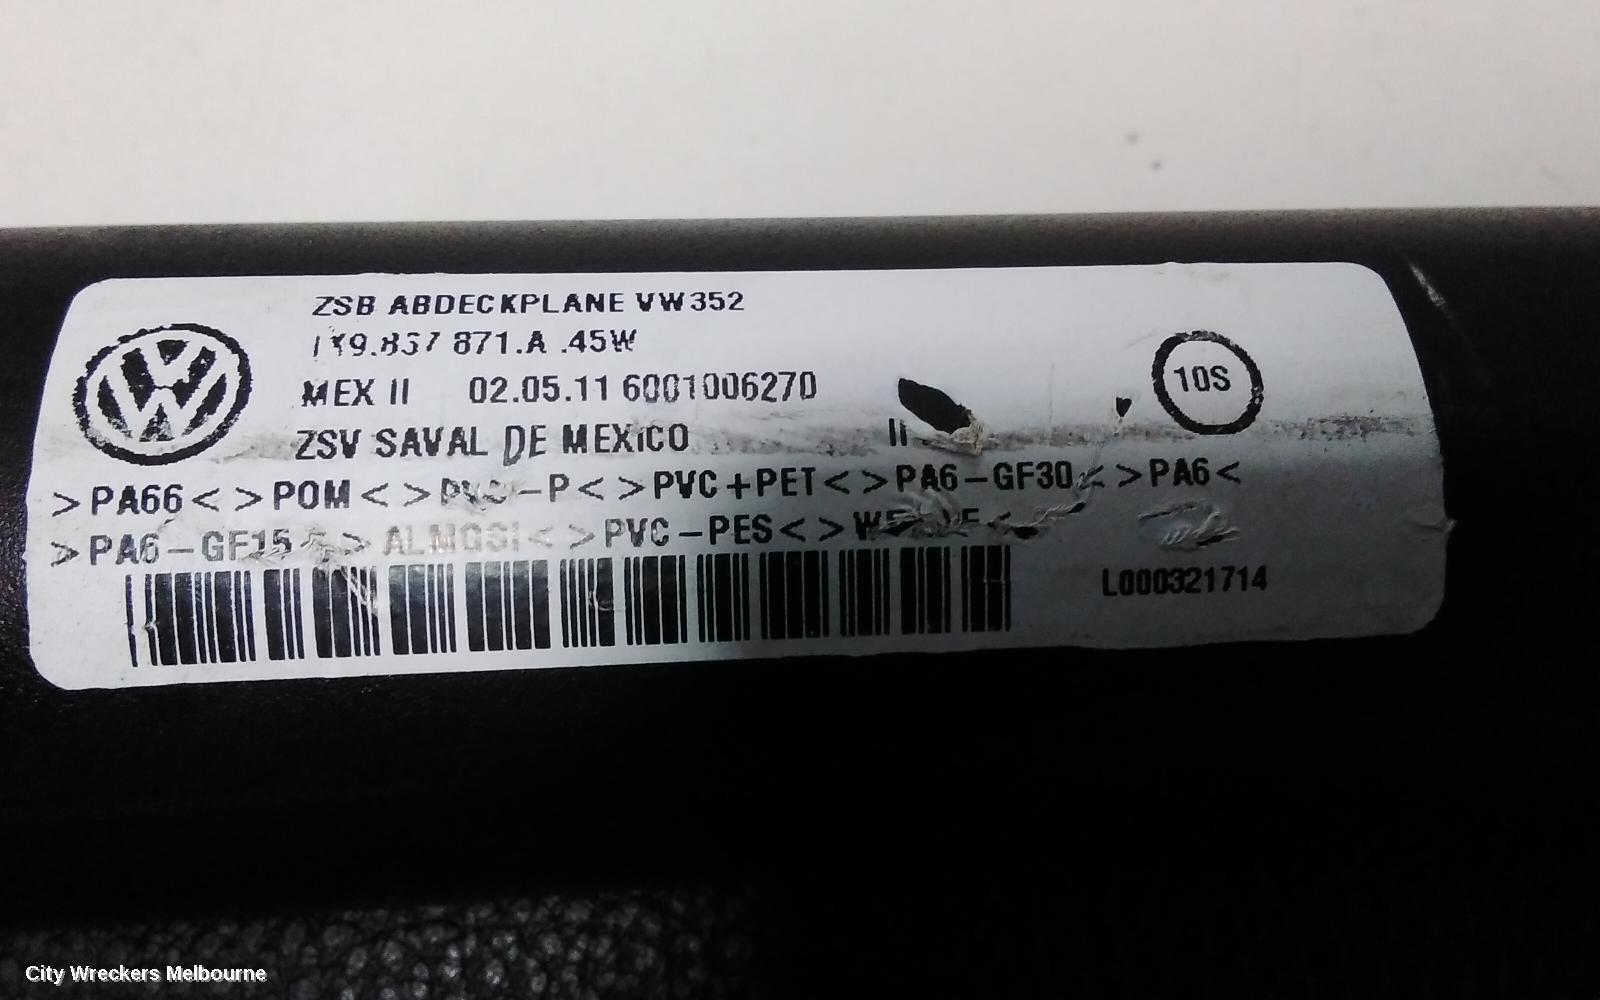 ZSB ABDECKPLANE VW352
871.A .45W
MEX II 02.05.11 6001006270
10S
ZSV SAVAL DE MEXICO II
>PA66< >POM< -P< >PVC+PET< >PA6-GF30< >PA6<
>PA6-GF15 > ALMGSI< >PVC-PES< >
L000321714
City Wreckers Melbourne